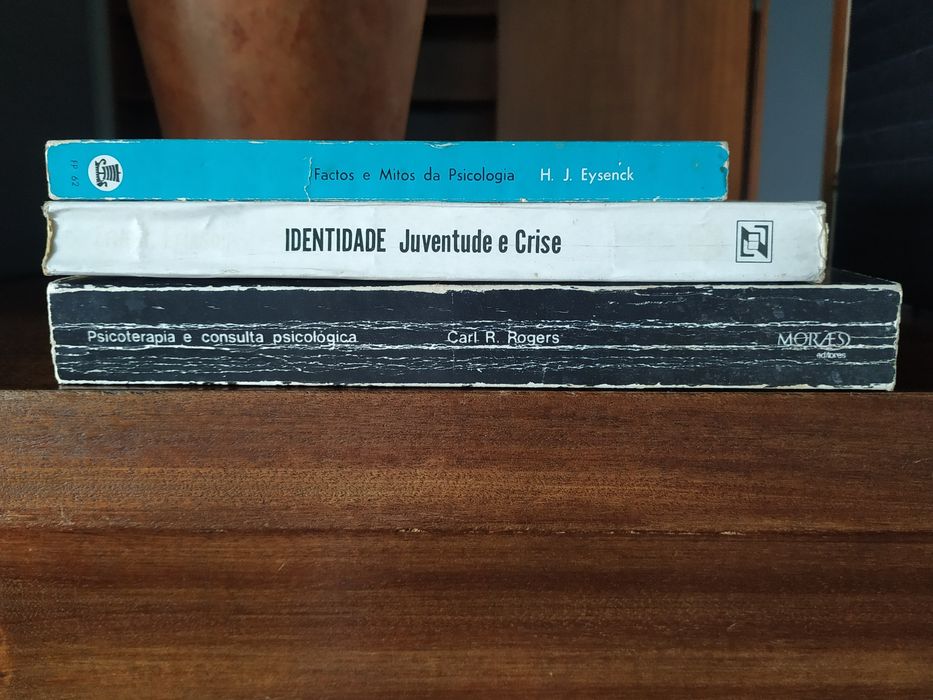 FP 62
Factos e Mitos da Psicologia H. J. Eysenck
IDENTIDADE Juventude e Crise
Psicoterapia e consulta psicológica Carl R. Rogers MORAES
editores